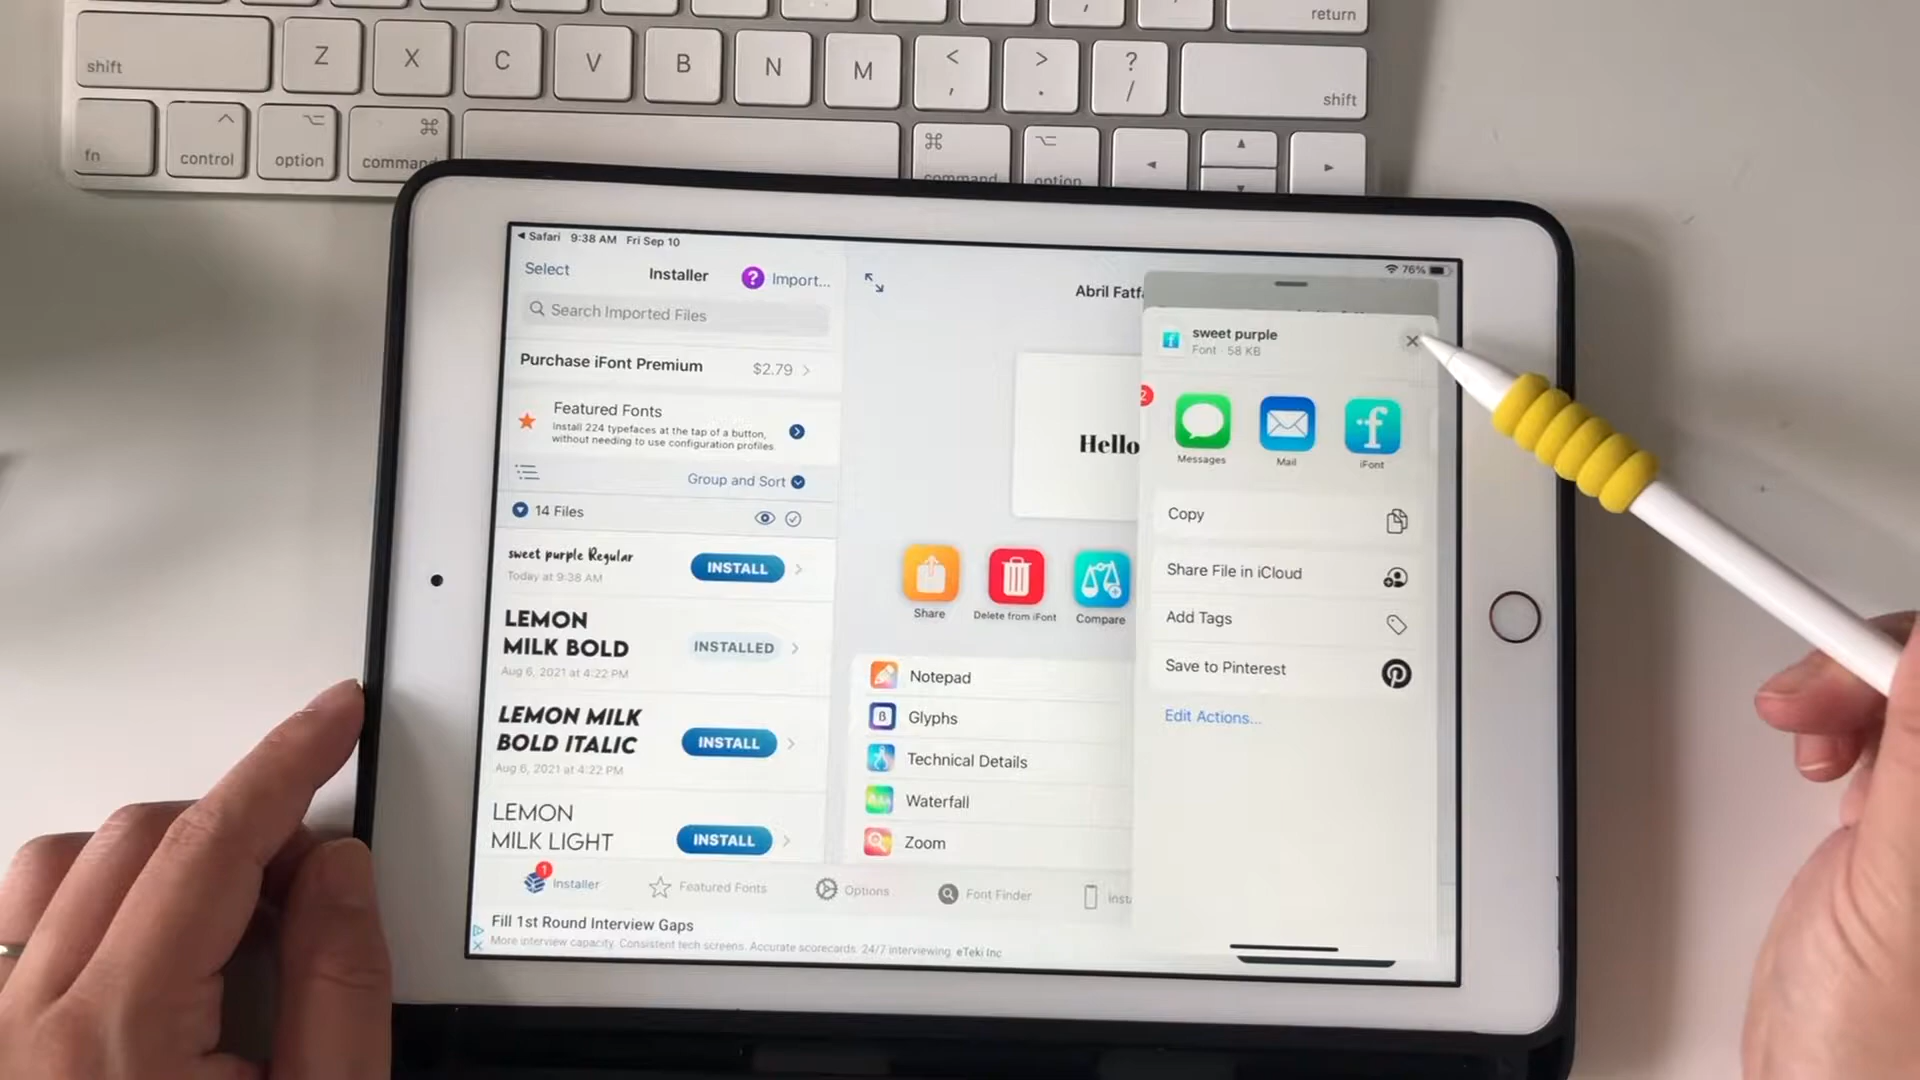 return
shift
Z
X
C
V
B
N
M
<
,
>
.
?
/
shift
fn
control
option
command
command
option
Safari 9:38 AM Fri Sep 10
76%
Select
Installer
? Import...
Search Imported Files
Purchase iFont Premium
$2.79
Featured Fonts
Install 224 typefaces at the tap of a button,
without needing to use configuration profiles.
Group and Sort
14 Files
sweet purple Regular
Today at 9:38 AM
INSTALL
LEMON
MILK BOLD
Aug 6, 2021 at 4:22 PM
INSTALLED
LEMON MILK
BOLD ITALIC
Aug 6, 2021 at 4:22 PM
INSTALL
LEMON
MILK LIGHT
INSTALL
1
Installer
Featured Fonts
Options
Font Finder
Insta
Fill 1st Round Interview Gaps
More interview capacity. Consistent tech screens. Accurate scorecards. 24/7 interviewing. eTeki Inc
Abril Fatfa
Hello
Share
Delete from iFont
Compare
Notepad
Glyphs
Technical Details
Waterfall
Zoom
sweet purple
Font · 58 KB
2
Messages
Mail
f
iFont
Copy
Share File in iCloud
Add Tags
Save to Pinterest
Edit Actions...